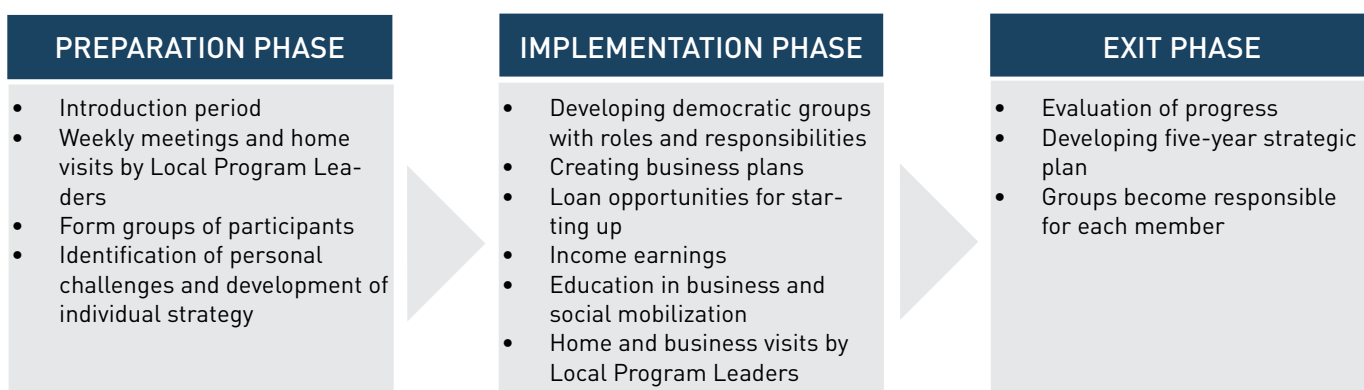 PREPARATION PHASE
• Introduction period
• Weekly meetings and home
visits by Local Program Lea-
ders
• Form groups of participants
• Identification of personal
challenges and development of
individual strategy
IMPLEMENTATION PHASE
• Developing democratic groups
with roles and responsibilities
• Creating business plans
• Loan opportunities for star-
ting up
• Income earnings
• Education in business and
social mobilization
• Home and business visits by
Local Program Leaders
EXIT PHASE
• Evaluation of progress
• Developing five-year strategic
plan
• Groups become responsible
for each member